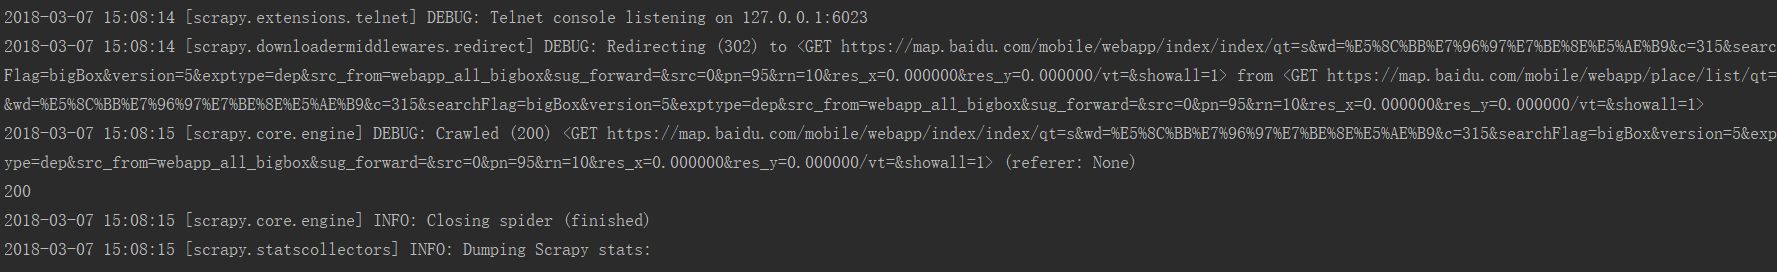 2018-03-07 15:08:14 [scrapy.extensions.telnet] DEBUG: Telnet console listening on 127.0.0.1:6023
2018-03-07 15:08:14 [scrapy.downloadermiddlewares.redirect] DEBUG: Redirecting (302) to <GET https://map.baidu.com/mobile/webapp/index/index/qt=s&wd=%E5%8C%BB%E7%96%97%E7%BE%8E%E5%AE%B9&c=315&searc
Flag=bigBox&version=5&exptype=dep&src_from=webapp_all_bigbox&sug_forward=&src=0&pn=95&rn=10&res_x=0.000000&res_y=0.000000/vt=&showall=1> from <GET https://map.baidu.com/mobile/webapp/place/list/qt=
&wd=%E5%8C%BB%E7%96%97%E7%BE%8E%E5%AE%B9&c=315&searchFlag=bigBox&version=5&exptype=dep&src_from=webapp_all_bigbox&sug_forward=&src=0&pn=95&rn=10&res_x=0.000000&res_y=0.000000/vt=&showall=1>
2018-03-07 15:08:15 [scrapy.core.engine] DEBUG: Crawled (200) <GET https://map.baidu.com/mobile/webapp/index/index/qt=s&wd=%E5%8C%BB%E7%96%97%E7%BE%8E%E5%AE%B9&c=315&searchFlag=bigBox&version=5&exp
ype=dep&src_from=webapp_all_bigbox&sug_forward=&src=0&pn=95&rn=10&res_x=0.000000&res_y=0.000000/vt=&showall=1> (referer: None)
200
2018-03-07 15:08:15 [scrapy.core.engine] INFO: Closing spider (finished)
2018-03-07 15:08:15 [scrapy.statscollectors] INFO: Dumping Scrapy stats: